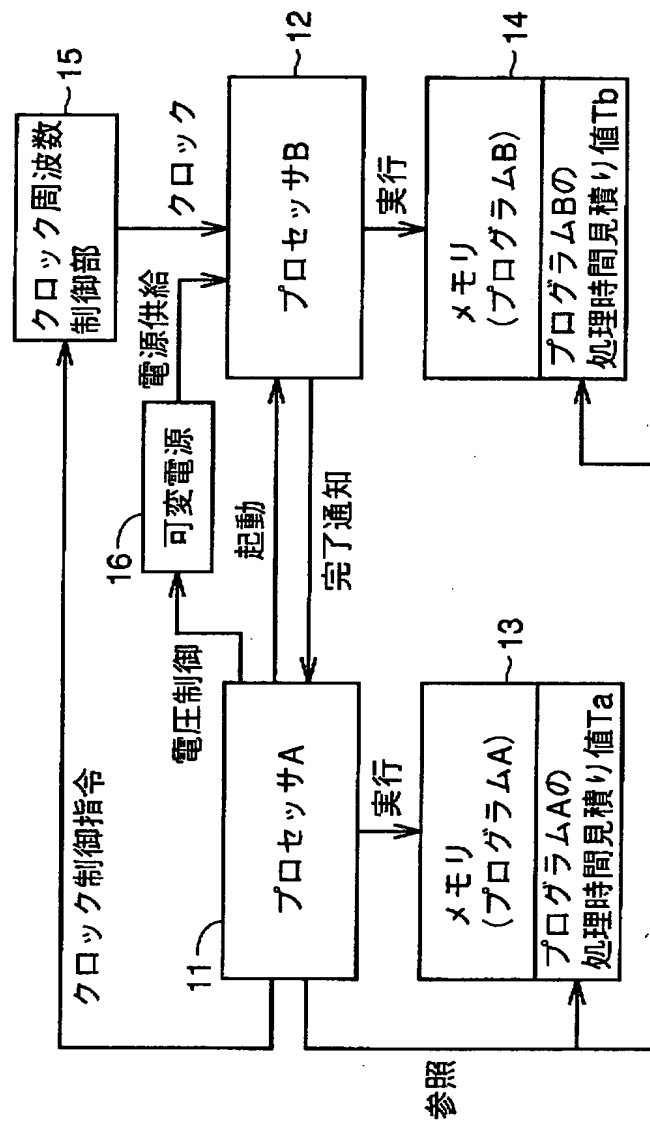 15
クロック周波数
制御部
クロック制御指令
クロック
電源供給
16
可変電源
電圧制御
12
プロセッサB
起動
完了通知
11
プロセッサA
実行
実行
14
メモリ
(プログラムB)
プログラムBの
処理時間見積り値Tb
13
メモリ
(プログラムA)
プログラムAの
処理時間見積り値Ta
参照